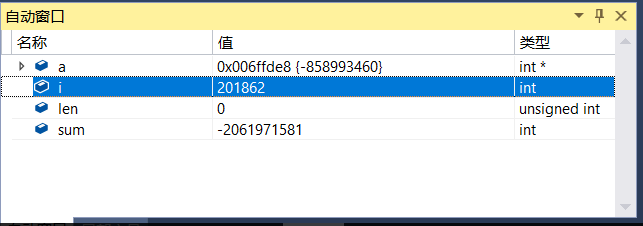 自动窗口
名称 值 类型
a 0x006ffde8 {-858993460} int *
i 201862 int
len 0 unsigned int
sum -2061971581 int